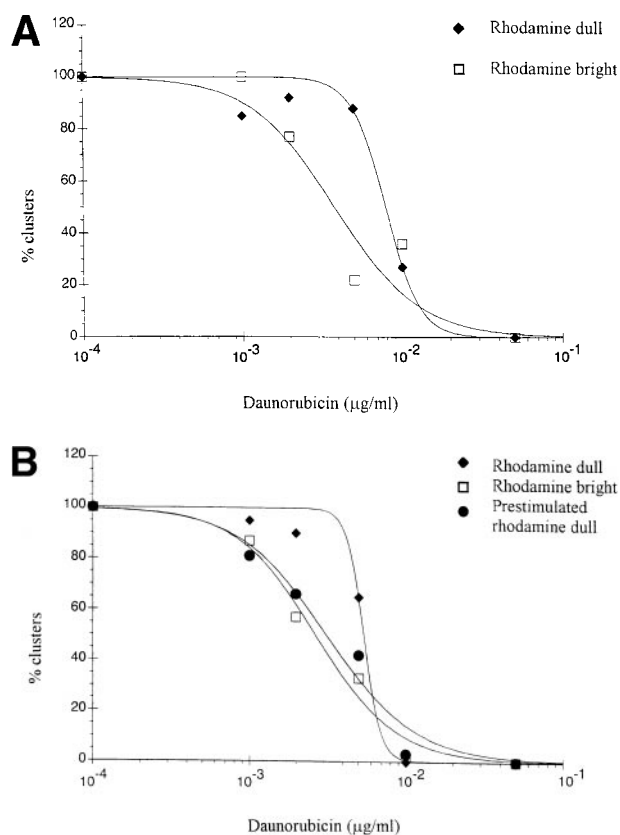 A
Rhodamine dull
Rhodamine bright
120
100
80
60
40
20
0
% clusters
10-4
10-3
10-2
10-1
Daunorubicin (µg/ml)
B
Rhodamine dull
Rhodamine bright
Prestimulated
rhodamine dull
120
100
80
60
40
20
0
% clusters
10-4
10-3
10-2
10-1
Daunorubicin (µg/ml)